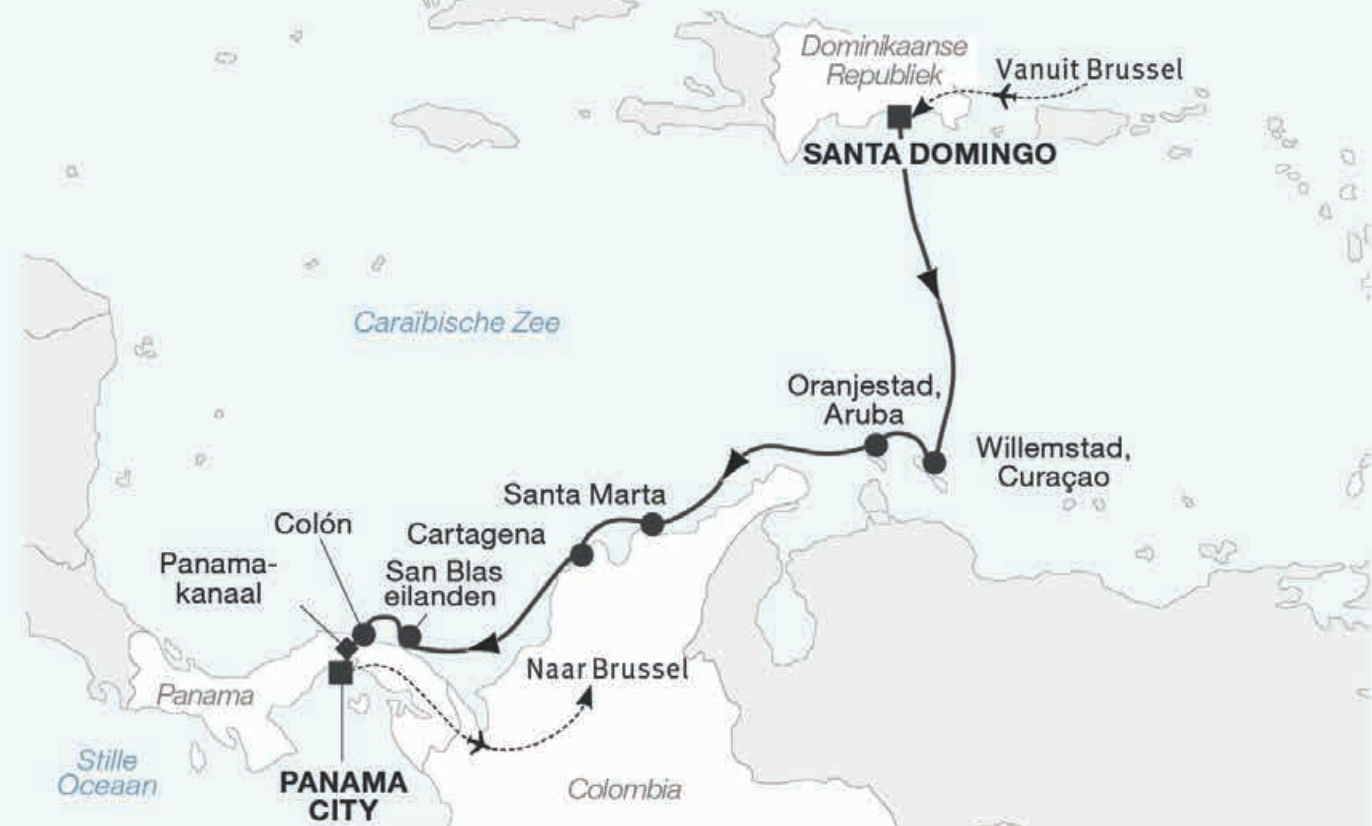 Dominikaanse
Republiek
Vanuit Brussel
SANTA DOMINGO
Caraïbische Zee
Oranjestad,
Aruba
Willemstad,
Curaçao
Santa Marta
Colón
Cartagena
Panama-
kanaal
San Blas
eilanden
Naar Brussel
Panama
Stille
Oceaan
PANAMA
CITY
Colombia